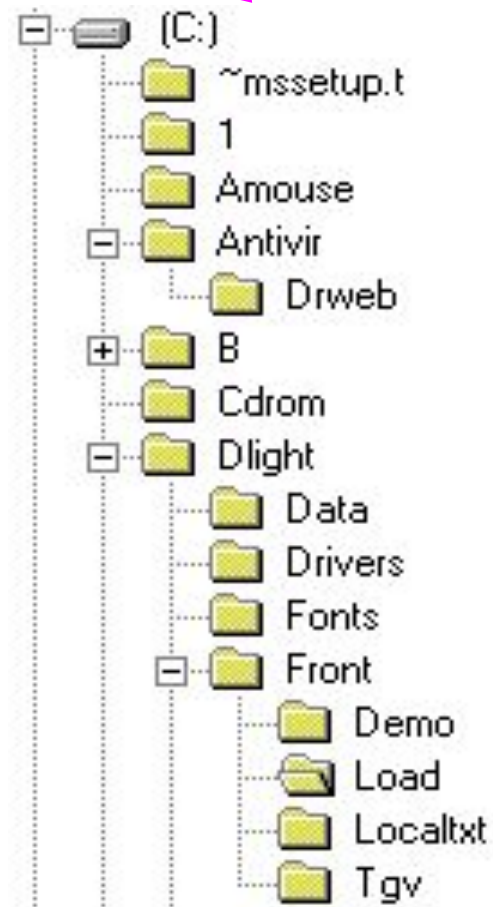 (C:)
~mssetup.t
1
Amouse
Antivir
Drweb
B
Cdrom
Dlight
Data
Drivers
Fonts
Front
Demo
Load
Localtxt
Tgv